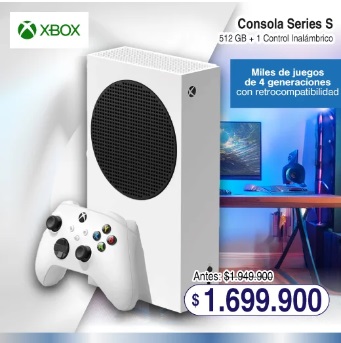 XBOX
Consola Series S
512 GB + 1 Control Inalámbrico
Miles de juegos
de 4 generaciones
con retrocompatibilidad
Antes: $1.949.900
$1.699.900